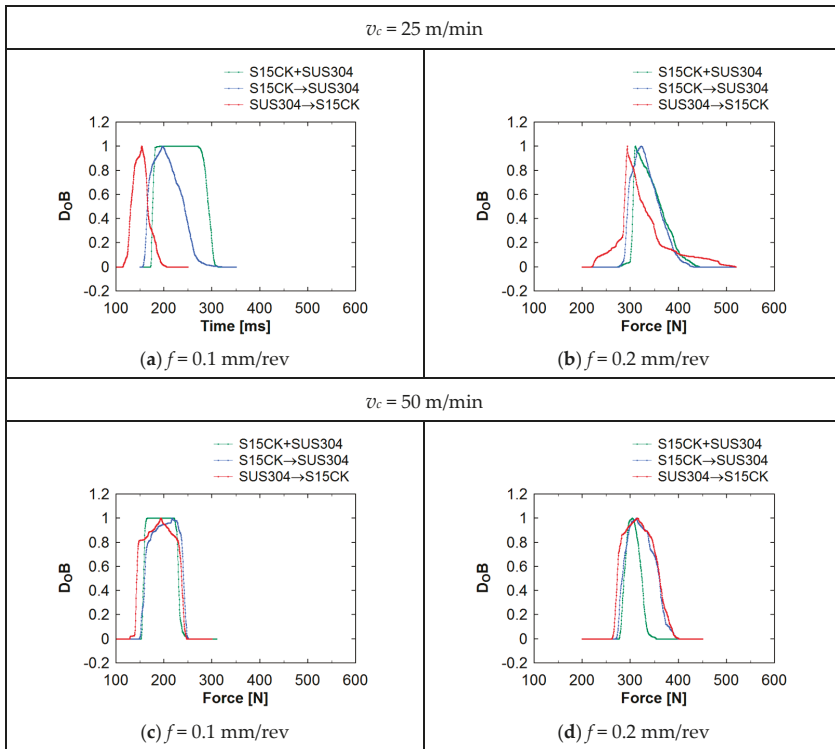 v_c = 25 m/min
S15CK+SUS304
S15CK→SUS304
SUS304→S15CK
1.2
1
0.8
0.6
0.4
0.2
0
-0.2
DOB
100 200 300 400 500 600
Time [ms]
(a) f = 0.1 mm/rev
S15CK+SUS304
S15CK→SUS304
SUS304→S15CK
1.2
1
0.8
0.6
0.4
0.2
0
-0.2
DOB
100 200 300 400 500 600
Force [N]
(b) f = 0.2 mm/rev
v_c = 50 m/min
S15CK+SUS304
S15CK→SUS304
SUS304→S15CK
1.2
1
0.8
0.6
0.4
0.2
0
-0.2
DOB
100 200 300 400 500 600
Force [N]
(c) f = 0.1 mm/rev
S15CK+SUS304
S15CK→SUS304
SUS304→S15CK
1.2
1
0.8
0.6
0.4
0.2
0
-0.2
DOB
100 200 300 400 500 600
Force [N]
(d) f = 0.2 mm/rev